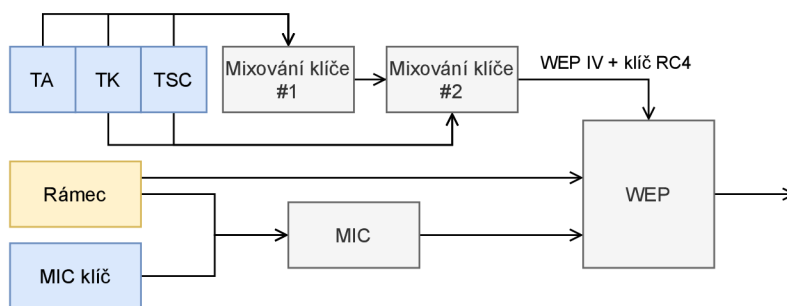 TA
TK
TSC
Mixování klíče
#1
Mixování klíče
#2
WEP IV + klíč RC4
Rámec
MIC klíč
MIC
WEP